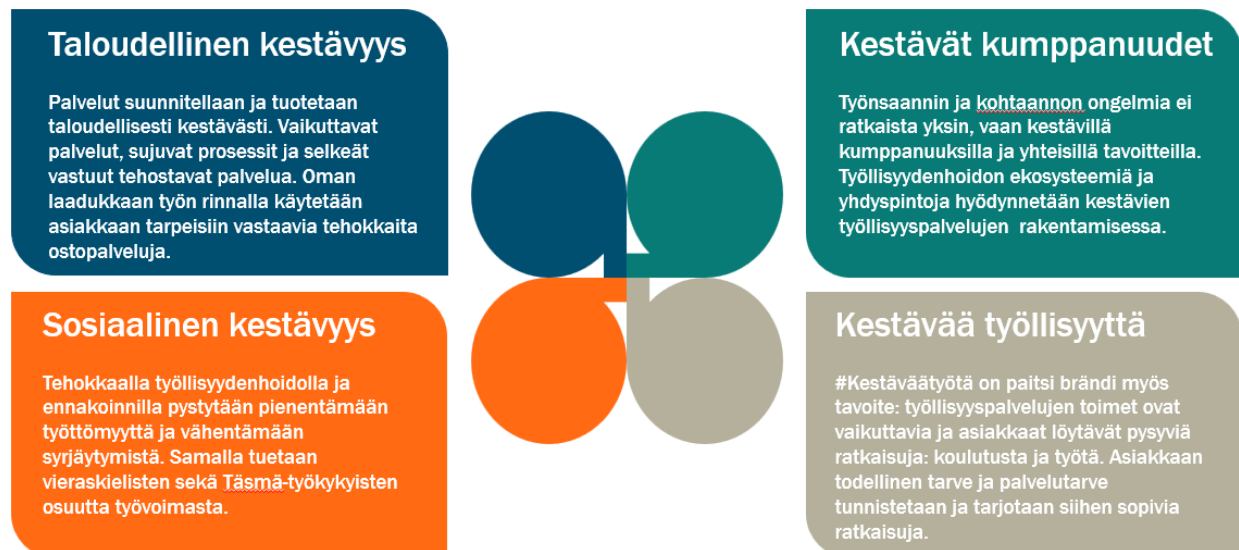 Taloudellinen kestävyys
Palvelut suunnitellaan ja tuotetaan
taloudellisesti kestävästi. Vaikuttavat
palvelut, sujuvat prosessit ja selkeät
vastuut tehostavat palvelua. Oman
laadukkaan työn rinnalla käytetään
asiakkaan tarpeisiin vastaavia tehokkaita
ostopalveluja.
Kestävät kumppanuudet
Työnsaannin ja kohtaannon ongelmia ei
ratkaista yksin, vaan kestävillä
kumppanuuksilla ja yhteisillä tavoitteilla.
Työllisyydenhoidon ekosysteemiä ja
yhdyspintoja hyödynnetään kestävien
työllisyyspalvelujen rakentamisessa.
Sosiaalinen kestävyys
Tehokkaalla työllisyydenhoidolla ja
ennakoinnilla pystytään pienentämään
työttömyyttä ja vähentämään
syrjäytymistä. Samalla tuetaan
vieraskielisten sekä Täsmä-työkykyisten
osuutta työvoimasta.
Kestävää työllisyyttä
#Kestäväätyötä on paitsi brändi myös
tavoite: työllisyyspalvelujen toimet ovat
vaikuttavia ja asiakkaat löytävät pysyviä
ratkaisuja: koulutusta ja työtä. Asiakkaan
todellinen tarve ja palvelutarve
tunnistetaan ja tarjotaan siihen sopivia
ratkaisuja.